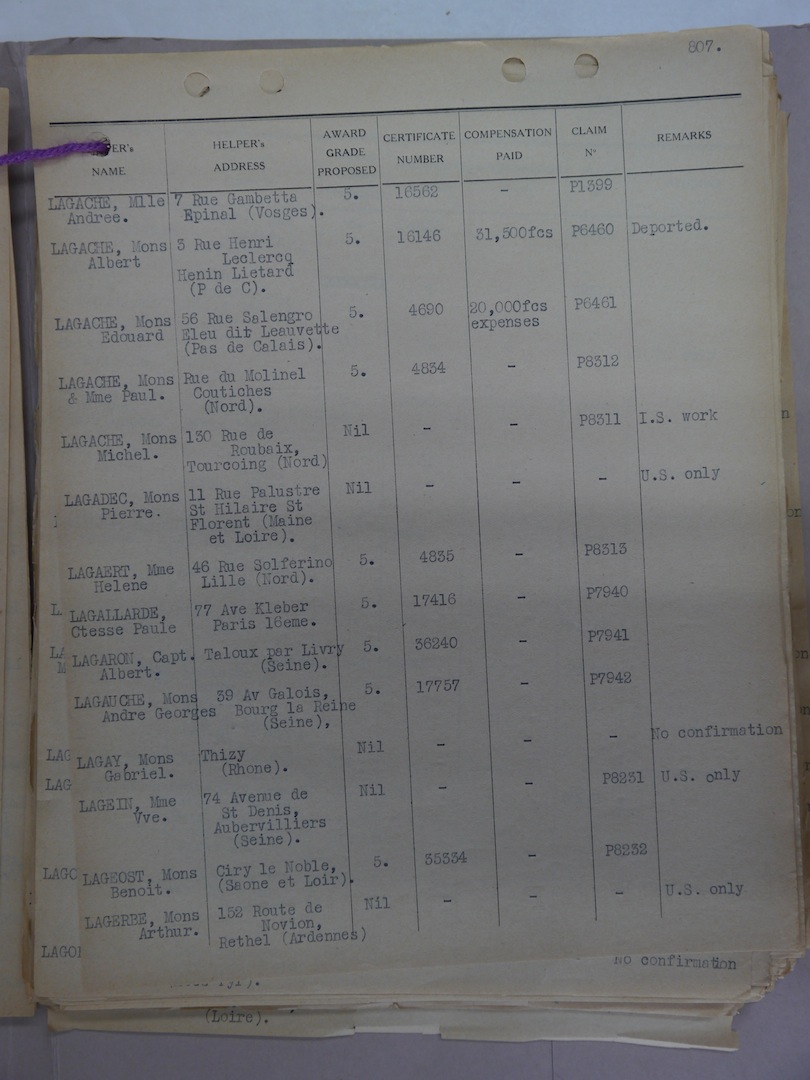 807.
HELPER's NAME | HELPER's ADDRESS | AWARD GRADE PROPOSED | CERTIFICATE NUMBER | COMPENSATION PAID | CLAIM No | REMARKS
LAGACHE, Mlle 7 Rue Gambetta 5. 16562 - P1399
Andree. Epinal (Vosges).
LAGACHE, Mons 3 Rue Henri 5. 16146 31,500fcs P6460 Deported.
Albert Leclercq
Henin Lietard
(P de C).
LAGACHE, Mons 56 Rue Salengro 5. 4690 20,000fcs P6461
Edouard Eleu dit Leauvette expenses
(Pas de Calais).
LAGACHE, Mons Rue du Molinel 5. 4834 - P8312
& Mme Paul. Coutiches
(Nord).
LAGACHE, Mons 130 Rue de Nil - - P8311 I.S. work
Michel. Roubaix,
Tourcoing (Nord)
LAGADEC, Mons 11 Rue Palustre Nil - - - U.S. only
Pierre. St Hilaire St
Florent (Maine
et Loire).
LAGAERT, Mme 46 Rue Solferino 5. 4835 - P8313
Helene Lille (Nord).
LAGALLARDE, 77 Ave Kleber 5. 17416 - P7940
Ctesse Paule Paris 16eme.
LAGARON, Capt. Taloux par Livry 5. 36240 - P7941
Albert. (Seine).
LAGAUCHE, Mons 39 Av Galois, 5. 17757 - P7942
Andre Georges Bourg la Reine
(Seine),
LAGAY, Mons Thizy Nil - - - No confirmation
Gabriel. (Rhone).
LAGEIN, Mme 74 Avenue de Nil - - P8231 U.S. only
Vve. St Denis,
Aubervilliers
(Seine).
LAGEOST, Mons Ciry le Noble, 5. 35334 - P8232
Benoit. (Saone et Loir).
LAGERBE, Mons 152 Route de Nil - - - U.S. only
Arthur. Novion,
Rethel (Ardennes)
No confirmation
(Loire).